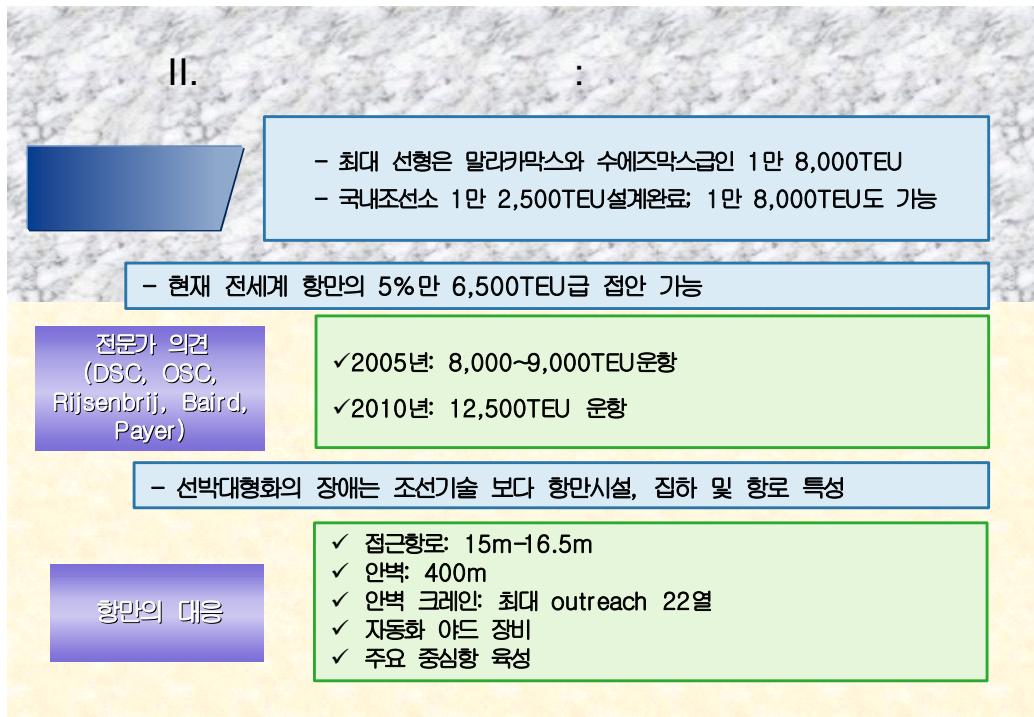 II. :
- 최대 선형은 말라카막스와 수에즈막스급인 1만 8,000TEU
- 국내조선소 1만 2,500TEU설계완료; 1만 8,000TEU도 가능
- 현재 전세계 항만의 5%만 6,500TEU급 접안 가능
전문가 의견
(DSC, OSC,
Rijsenbrij, Baird,
Payer)
✓2005년: 8,000~9,000TEU운항
✓2010년: 12,500TEU 운항
- 선박대형화의 장애는 조선기술 보다 항만시설, 집하 및 항로 특성
항만의 대응
✓ 접근항로: 15m-16.5m
✓ 안벽: 400m
✓ 안벽 크레인: 최대 outreach 22열
✓ 자동화 야드 장비
✓ 주요 중심항 육성